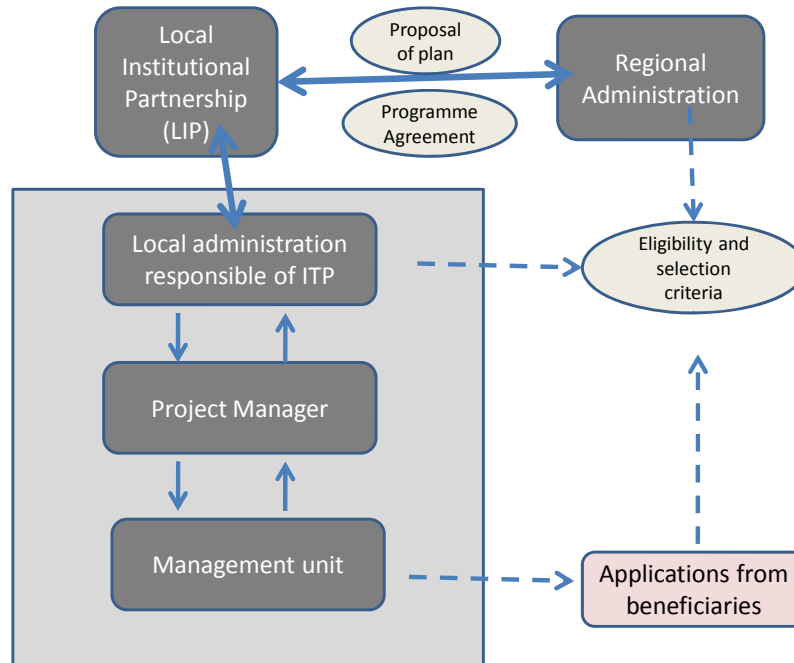 Local
Institutional
Partnership
(LIP)
Proposal
of plan
Programme
Agreement
Regional
Administration
Local administration
responsible of ITP
Eligibility and
selection
criteria
Project Manager
Management unit
Applications from
beneficiaries